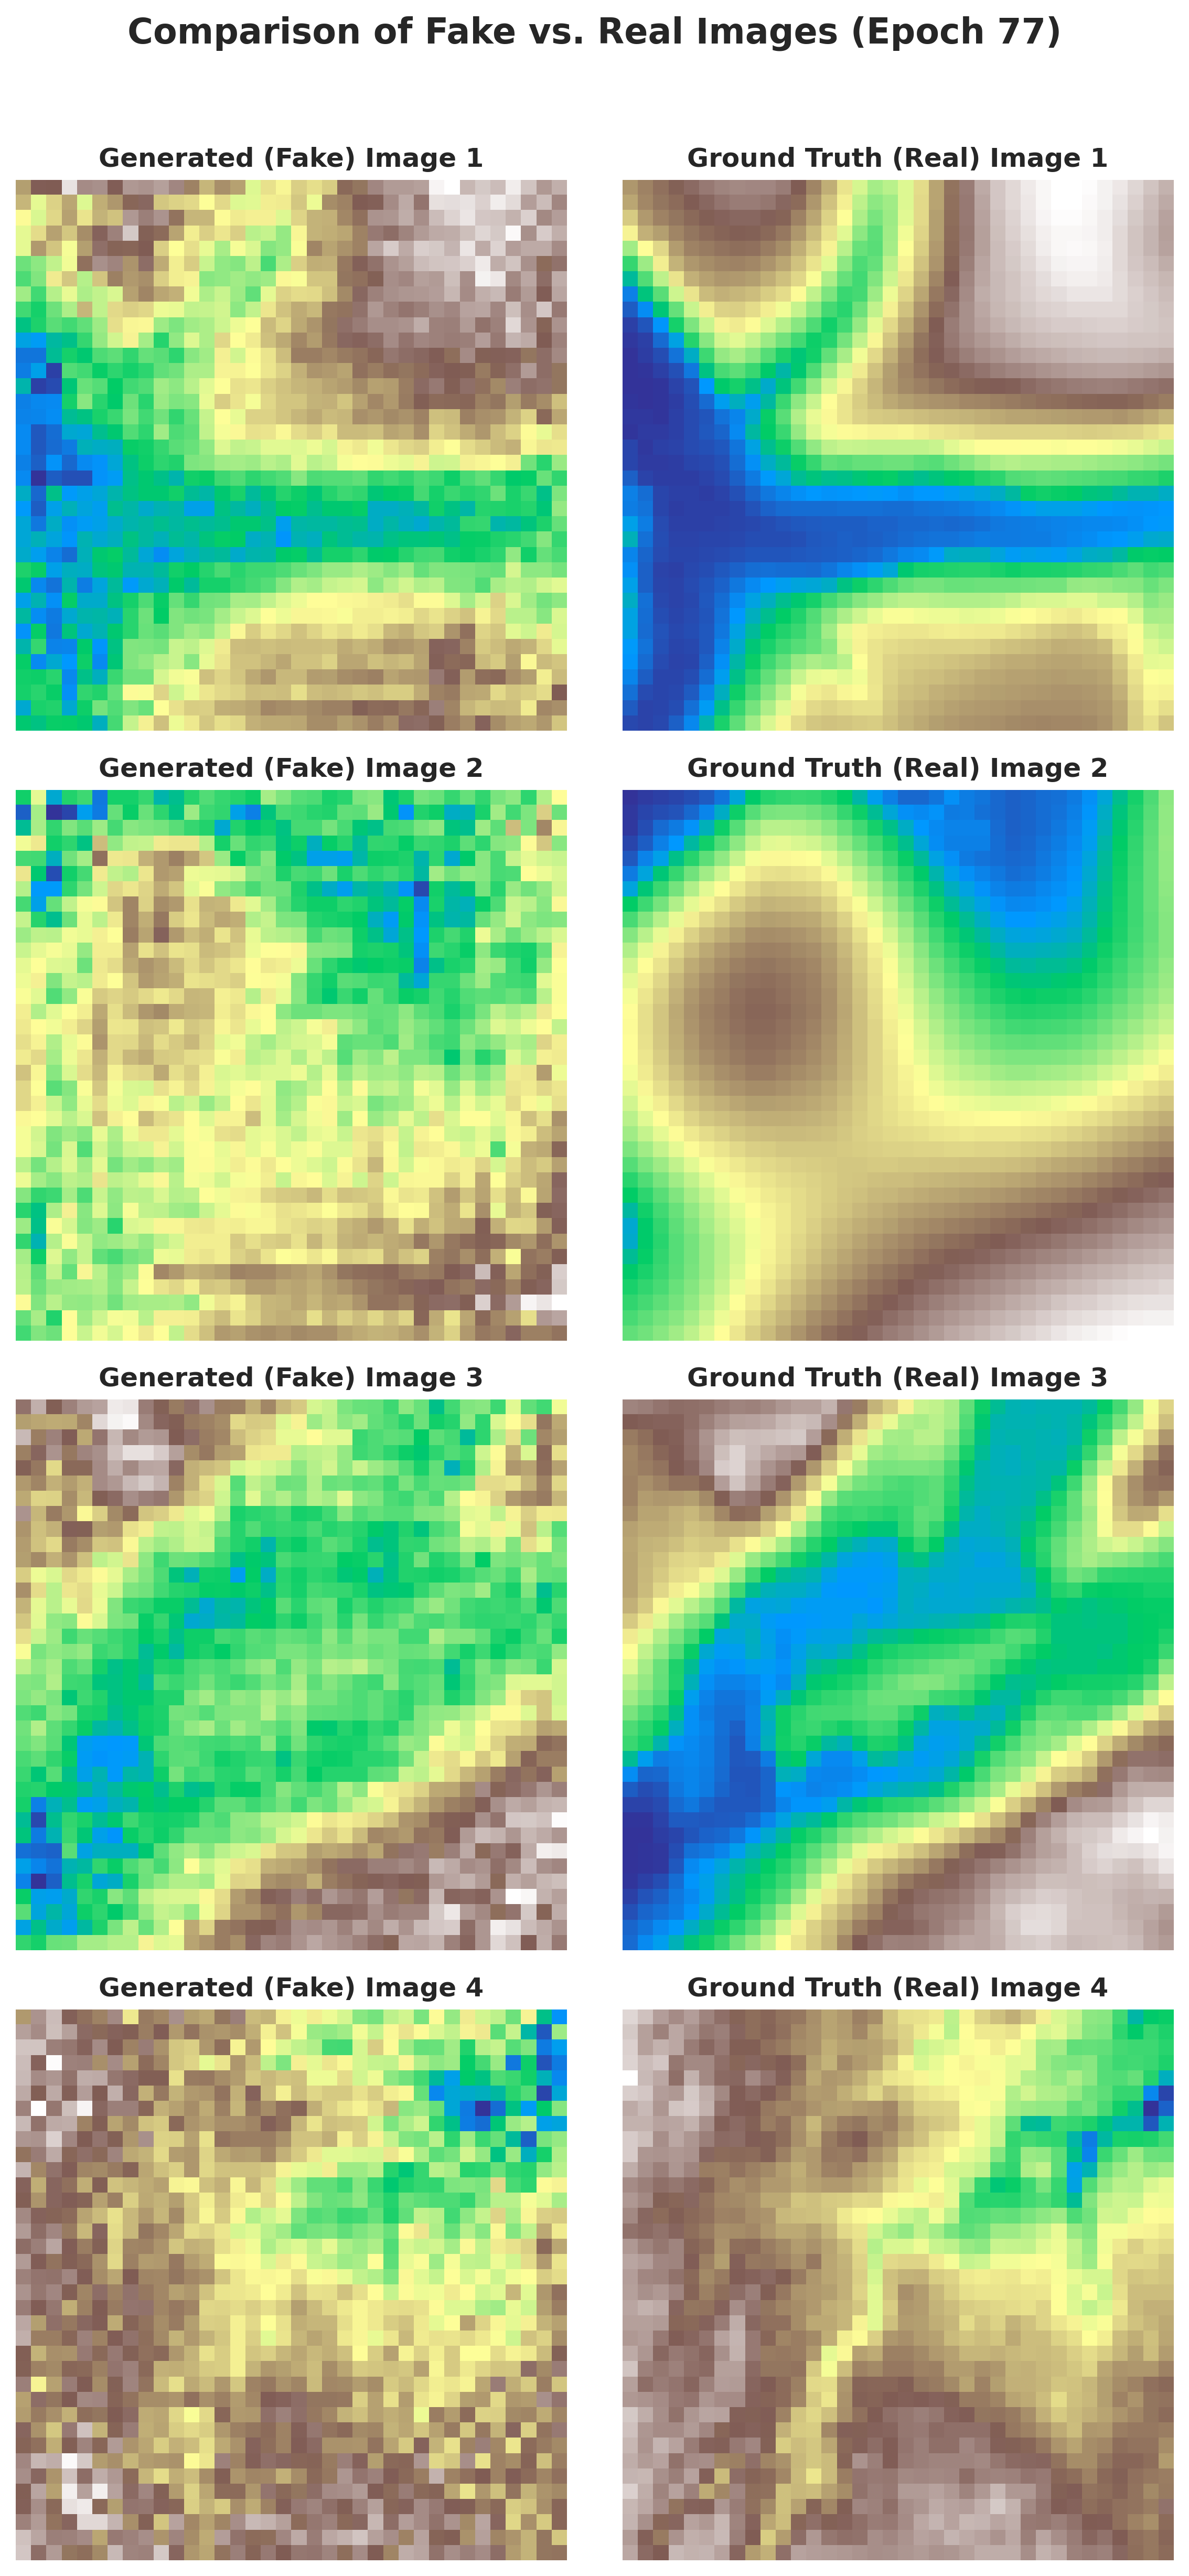 Comparison of Fake vs. Real Images (Epoch 77)
Generated (Fake) Image 1
Ground Truth (Real) Image 1
Generated (Fake) Image 2
Ground Truth (Real) Image 2
Generated (Fake) Image 3
Ground Truth (Real) Image 3
Generated (Fake) Image 4
Ground Truth (Real) Image 4